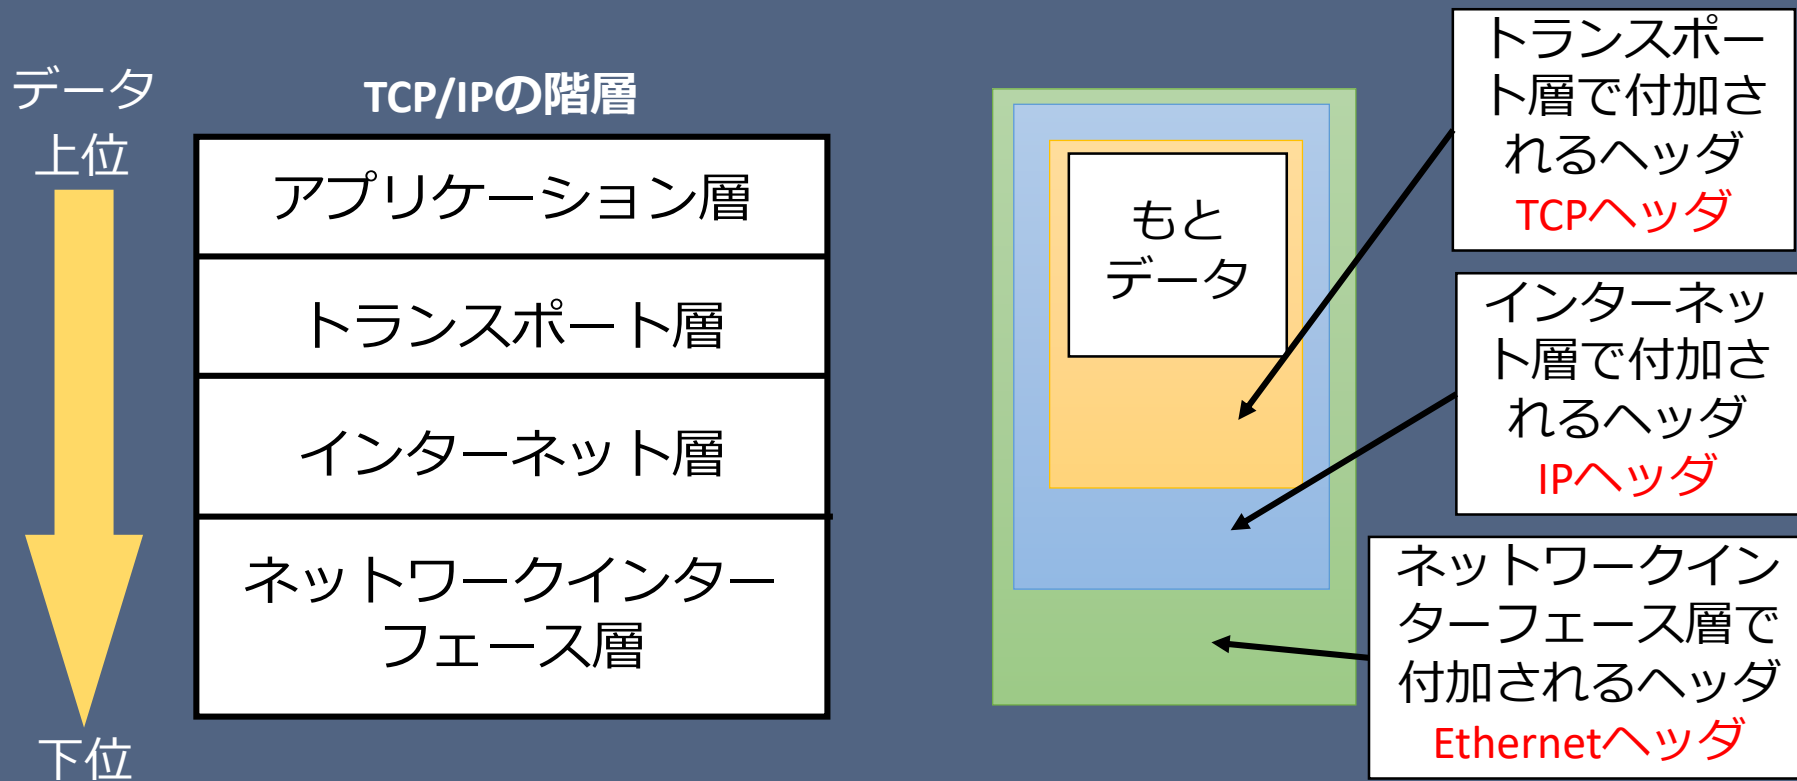 データ
上位
下位
TCP/IPの階層
アプリケーション層
トランスポート層
インターネット層
ネットワークインター
フェース層
もと
データ
トランスポー
ト層で付加さ
れるヘッダ
TCPヘッダ
インターネッ
ト層で付加さ
れるヘッダ
IPヘッダ
ネットワークイン
ターフェース層で
付加されるヘッダ
Ethernetヘッダ